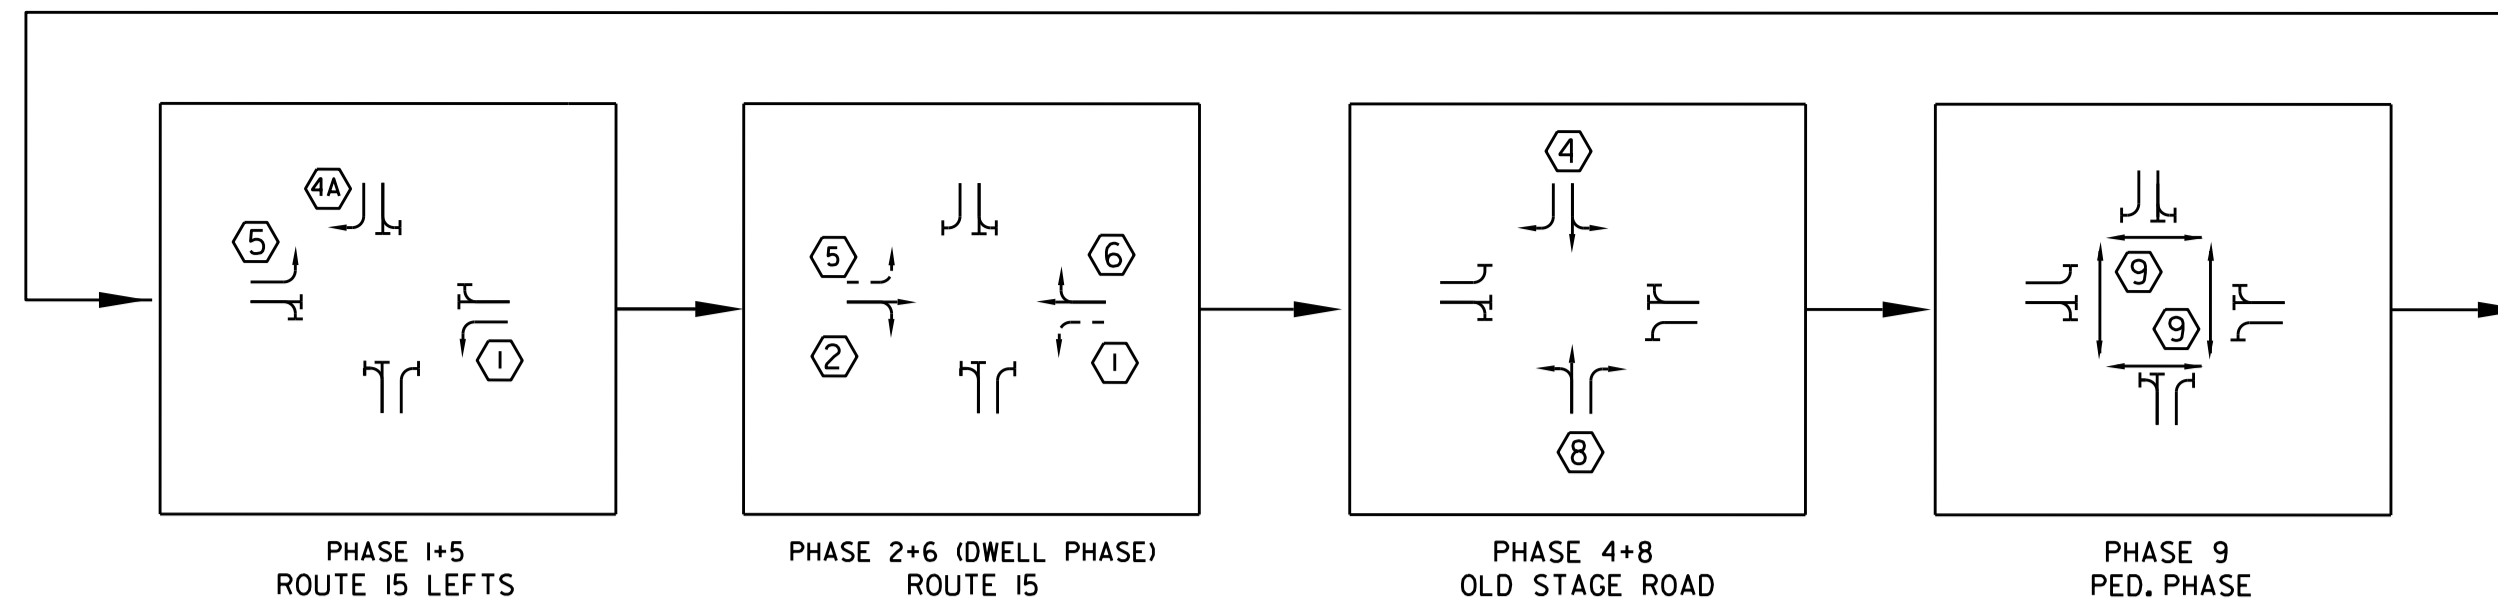 4A
5
1
PHASE 1+5
ROUTE 15 LEFTS
5
6
2
1
PHASE 2+6 (DWELL PHASE)
ROUTE 15
4
8
PHASE 4+8
OLD STAGE ROAD
9
9
PHASE 9
PED. PHASE